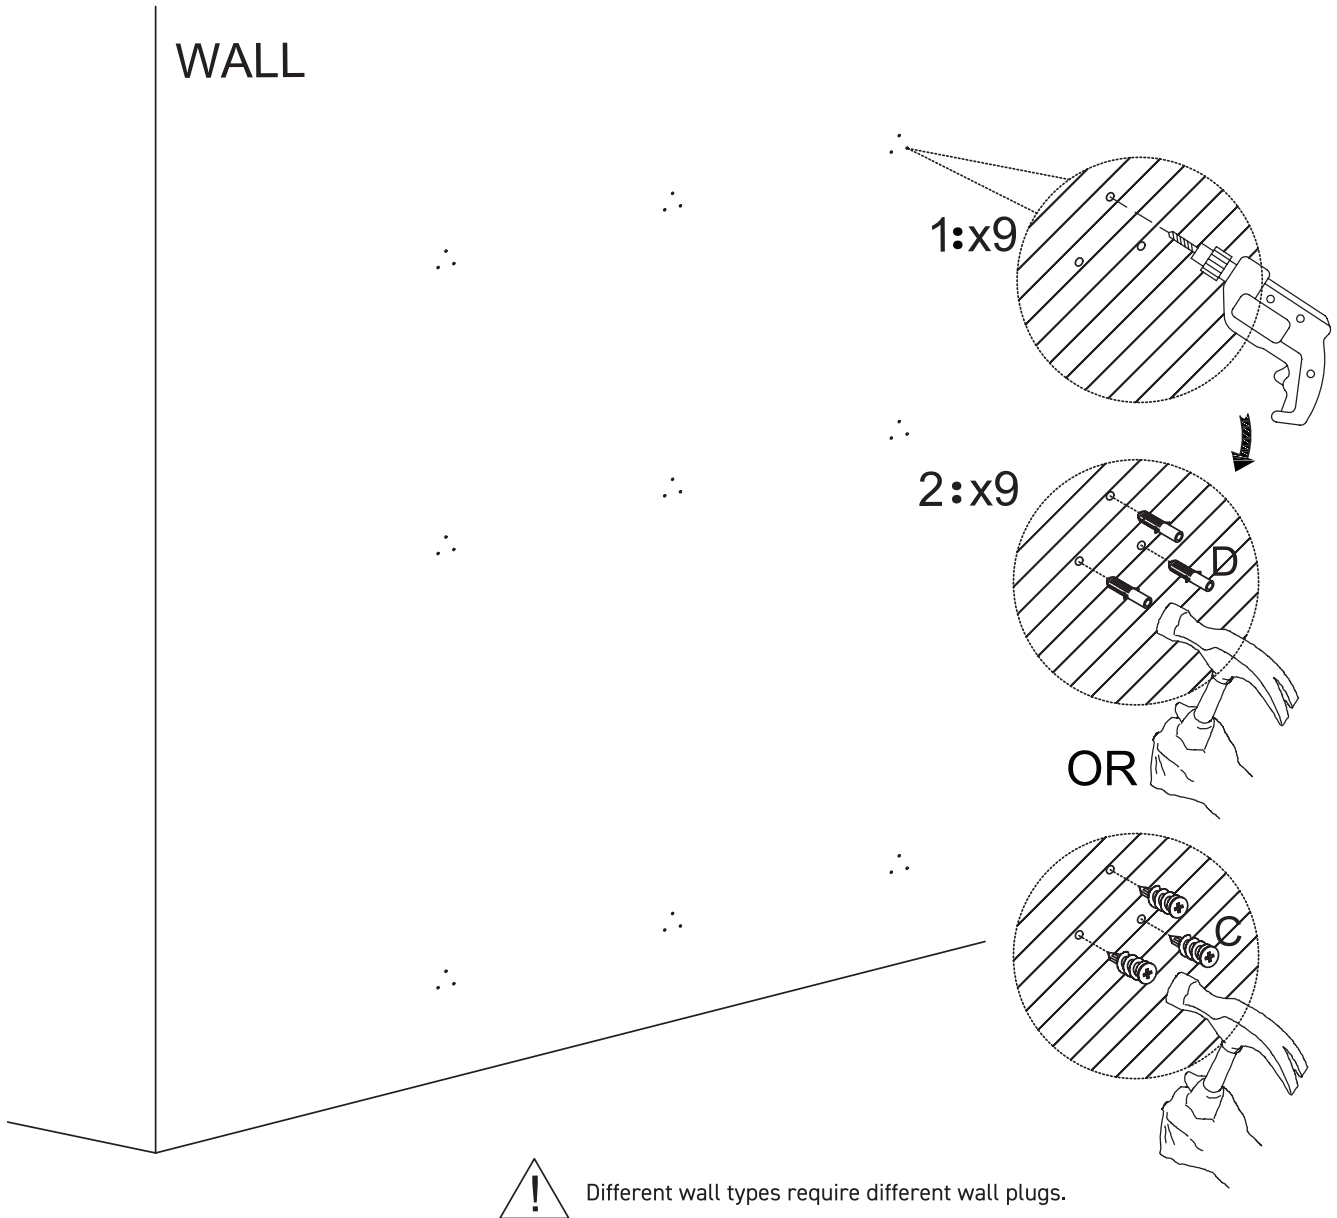 WALL
1:x9
2:x9
D
OR
C
! Different wall types require different wall plugs.